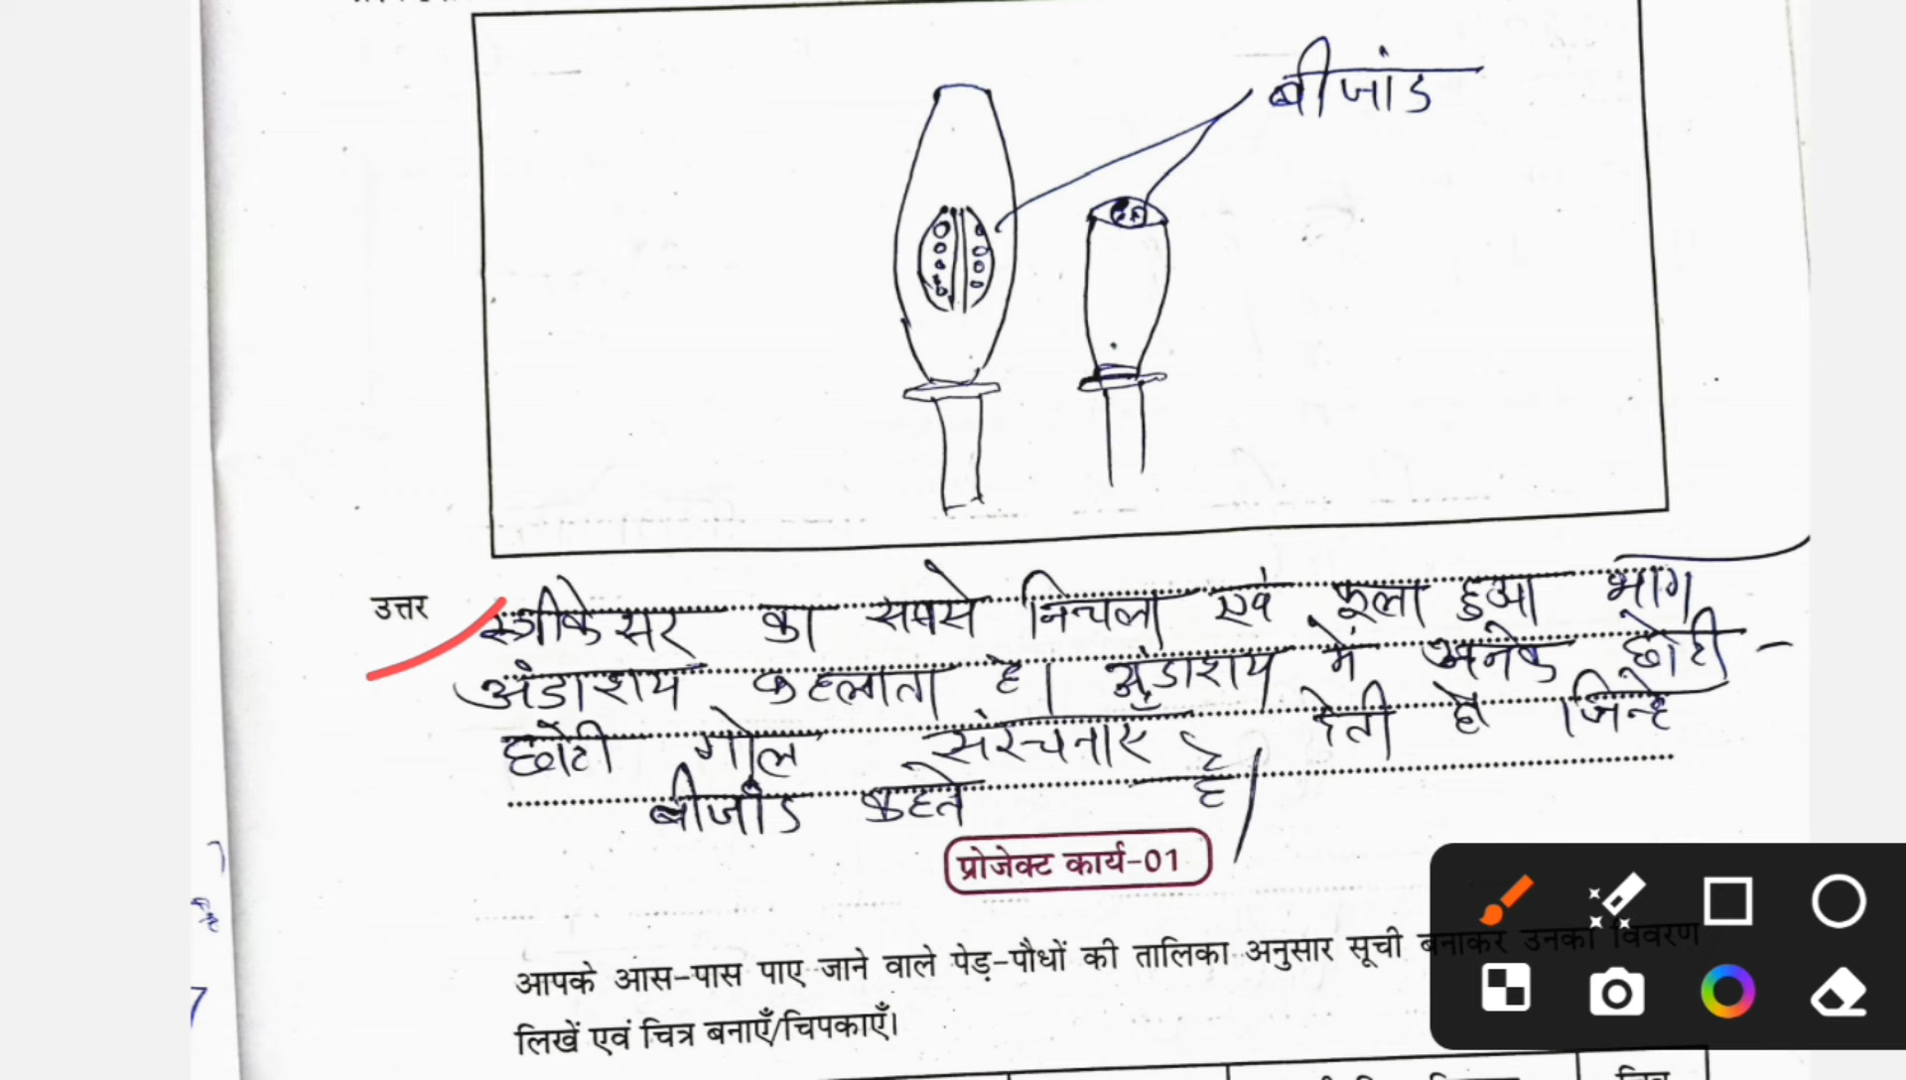 बीजांड
उत्तर स्त्रीकेसर का सबसे निचला एवं फूला हुआ भाग
अंडाशय कहलाता है। अंडाशय में अनेक छोटी -
छोटी गोल संरचनाएं होती है जिन्हे
बीजांड कहते है।
प्रोजेक्ट कार्य-01
आपके आस-पास पाए जाने वाले पेड़-पौधों की तालिका अनुसार सूची बनाकर उनका विवरण
लिखें एवं चित्र बनाएँ/चिपकाएँ।